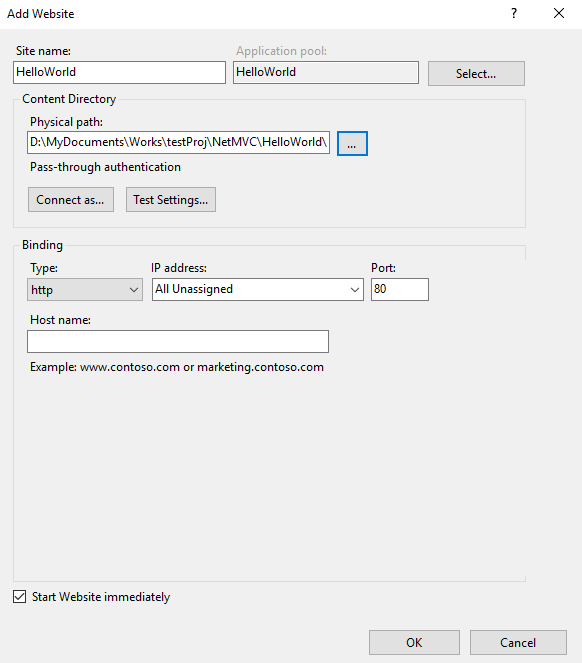 Add Website
?
Site name: Application pool:
HelloWorld HelloWorld Select...
Content Directory
Physical path:
D:\MyDocuments\Works\testProj\NetMVC\HelloWorld\ ...
Pass-through authentication
Connect as... Test Settings...
Binding
Type: IP address: Port:
http All Unassigned 80
Host name:
Example: www.contoso.com or marketing.contoso.com
Start Website immediately
OK Cancel